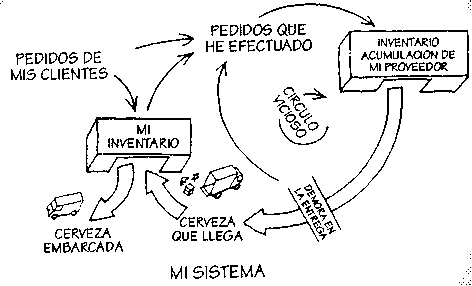 PEDIDOS QUE
HE EFECTUADO
PEDIDOS DE
MIS CLIENTES
INVENTARIO
ACUMULACION DE
MI PROVEEDOR
CIRCULO
VICIOSO
MI
INVENTARIO
DEMORA EN
LA ENTREGA
CERVEZA
EMBARCADA
CERVEZA
QUE LLEGA
MI SISTEMA